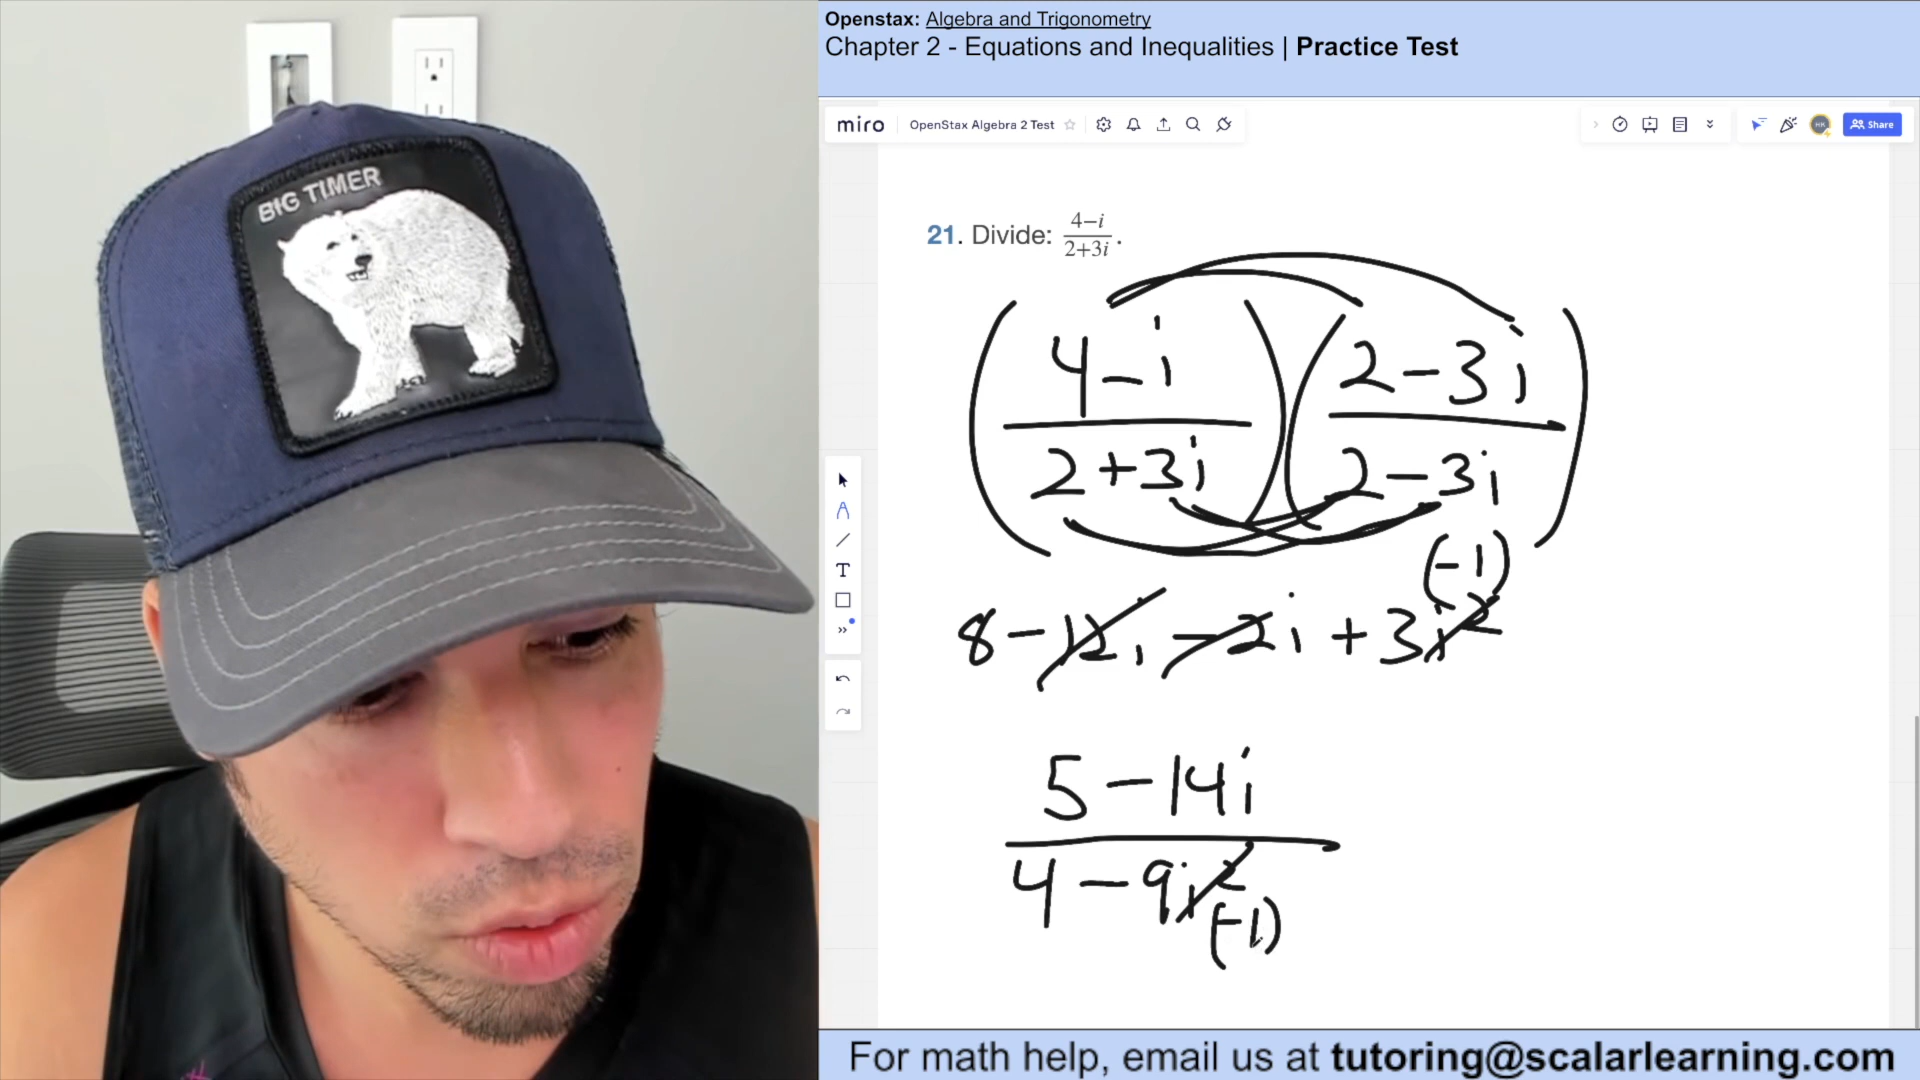 Openstax: Algebra and Trigonometry
Chapter 2 - Equations and Inequalities | Practice Test
BIG TIMER
miro OpenStax Algebra 2 Test
Share
21. Divide: 4−i/2+3i.
(4 − i / 2 + 3i) (2 − 3i / 2 − 3i)
(-1)
8 − 12i − 2i + 3i²
5 − 14i
4 − 9i²
(-1)
T
For math help, email us at tutoring@scalarlearning.com